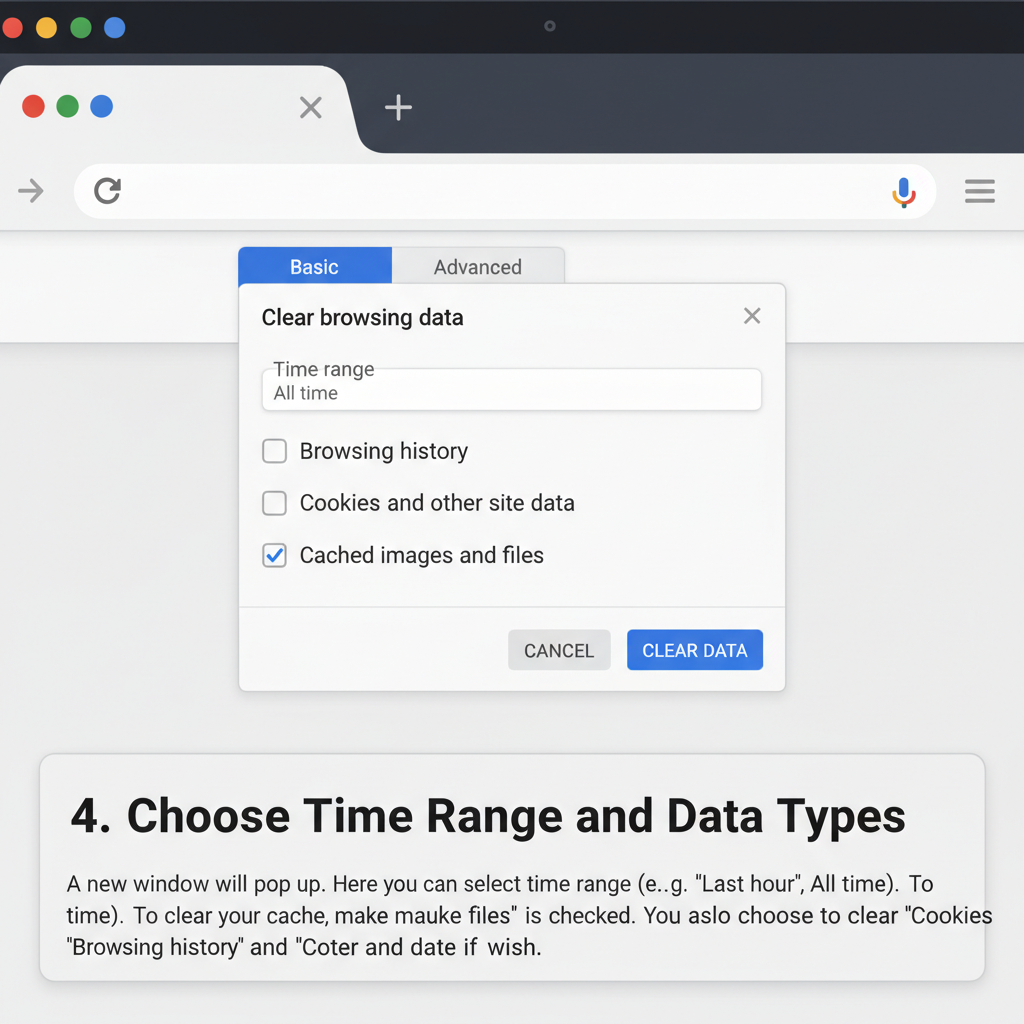 Basic
Advanced
Clear browsing data
Time range
All time
Browsing history
Cookies and other site data
Cached images and files
CANCEL
CLEAR DATA
4. Choose Time Range and Data Types
A new window will pop up. Here you can select time range (e..g. "Last hour", All time). To
time). To clear your cache, make mauke files" is checked. You aslo choose to clear "Cookies
"Browsing history" and "Coter and date if wish.